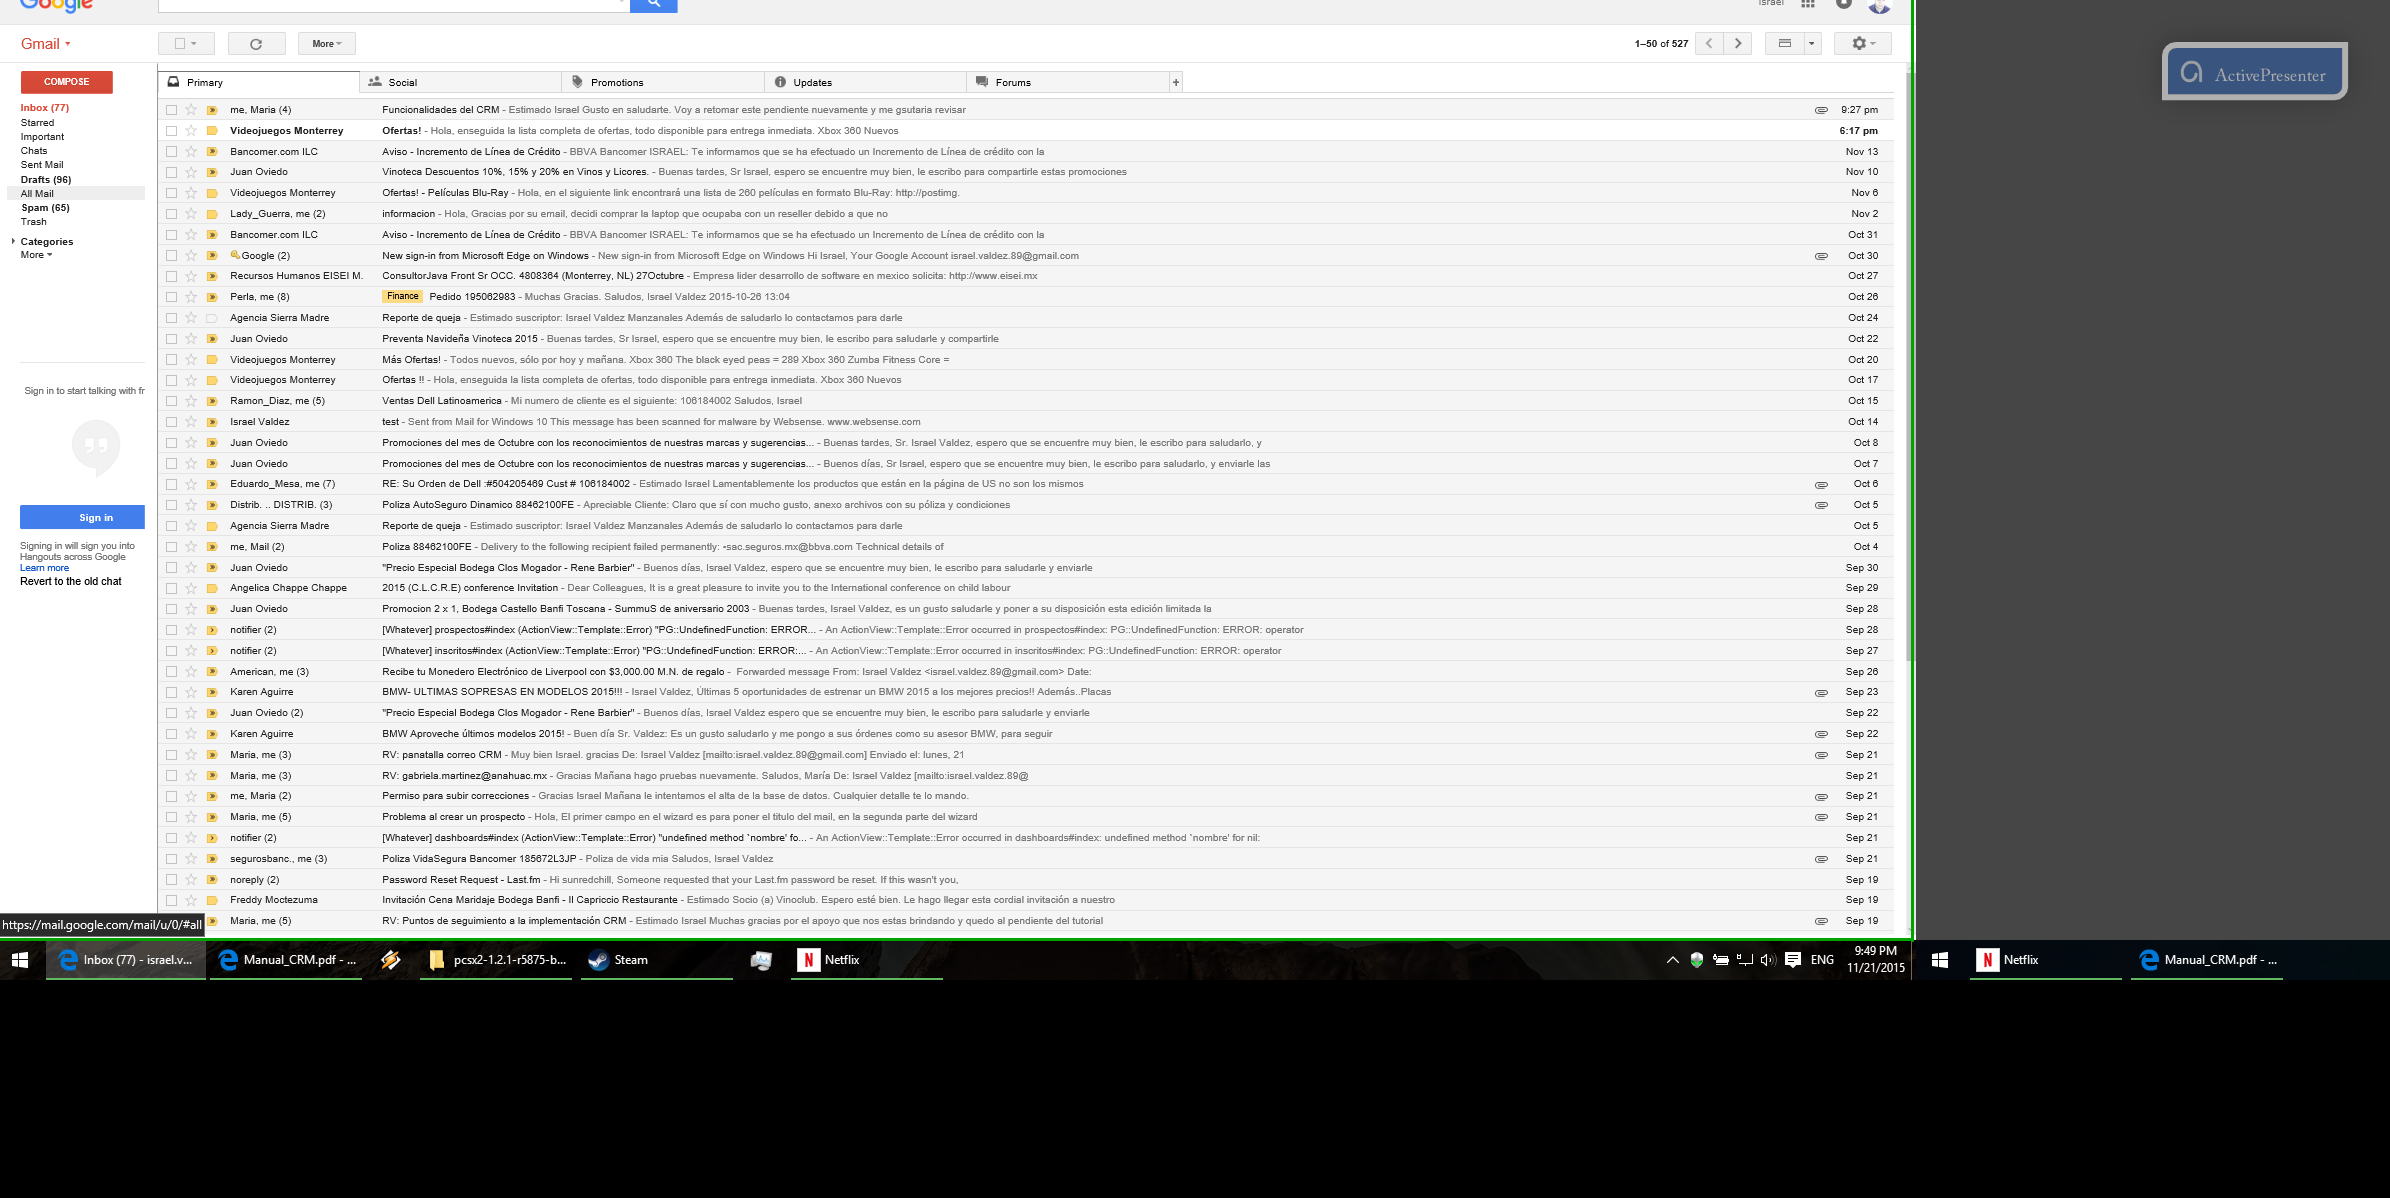 Google
Israel
Gmail
More
1–50 of 527
COMPOSE
Inbox (77)
Starred
Important
Chats
Sent Mail
Drafts (96)
All Mail
Spam (65)
Trash
Categories
More
Sign in to start talking with fr
Sign in
Signing in will sign you into
Hangouts across Google
Learn more
Revert to the old chat
Primary
Social
Promotions
Updates
Forums
+
me, Maria (4) Funcionalidades del CRM - Estimado Israel Gusto en saludarte. Voy a retomar este pendiente nuevamente y me gsutaria revisar 9:27 pm
Videojuegos Monterrey Ofertas! - Hola, enseguida la lista completa de ofertas, todo disponible para entrega inmediata. Xbox 360 Nuevos 6:17 pm
Bancomer.com ILC Aviso - Incremento de Línea de Crédito - BBVA Bancomer ISRAEL: Te informamos que se ha efectuado un Incremento de Línea de crédito con la Nov 13
Juan Oviedo Vinoteca Descuentos 10%, 15% y 20% en Vinos y Licores. - Buenas tardes, Sr Israel, espero se encuentre muy bien, le escribo para compartirle estas promociones Nov 10
Videojuegos Monterrey Ofertas! - Películas Blu-Ray - Hola, en el siguiente link encontrará una lista de 260 películas en formato Blu-Ray: http://postimg. Nov 6
Lady_Guerra, me (2) informacion - Hola, Gracias por su email, decidi comprar la laptop que ocupaba con un reseller debido a que no Nov 2
Bancomer.com ILC Aviso - Incremento de Línea de Crédito - BBVA Bancomer ISRAEL: Te informamos que se ha efectuado un Incremento de Línea de crédito con la Oct 31
Google (2) New sign-in from Microsoft Edge on Windows - New sign-in from Microsoft Edge on Windows Hi Israel, Your Google Account israel.valdez.89@gmail.com Oct 30
Recursos Humanos EISEI M. ConsultorJava Front Sr OCC. 4808364 (Monterrey, NL) 27Octubre - Empresa lider desarrollo de software en mexico solicita: http://www.eisei.mx Oct 27
Perla, me (8) Finance Pedido 195062983 - Muchas Gracias. Saludos, Israel Valdez 2015-10-26 13:04 Oct 26
Agencia Sierra Madre Reporte de queja - Estimado suscriptor: Israel Valdez Manzanales Además de saludarlo lo contactamos para darle Oct 24
Juan Oviedo Preventa Navideña Vinoteca 2015 - Buenas tardes, Sr Israel, espero que se encuentre muy bien, le escribo para saludarle y compartirle Oct 22
Videojuegos Monterrey Más Ofertas! - Todos nuevos, sólo por hoy y mañana. Xbox 360 The black eyed peas = 289 Xbox 360 Zumba Fitness Core = Oct 20
Videojuegos Monterrey Ofertas !! - Hola, enseguida la lista completa de ofertas, todo disponible para entrega inmediata. Xbox 360 Nuevos Oct 17
Ramon_Diaz, me (5) Ventas Dell Latinoamerica - Mi numero de cliente es el siguiente: 106184002 Saludos, Israel Oct 15
Israel Valdez test - Sent from Mail for Windows 10 This message has been scanned for malware by Websense. www.websense.com Oct 14
Juan Oviedo Promociones del mes de Octubre con los reconocimientos de nuestras marcas y sugerencias... - Buenas tardes, Sr. Israel Valdez, espero que se encuentre muy bien, le escribo para saludarlo, y Oct 8
Juan Oviedo Promociones del mes de Octubre con los reconocimientos de nuestras marcas y sugerencias... - Buenos días, Sr Israel, espero que se encuentre muy bien, le escribo para saludarlo, y enviarle las Oct 7
Eduardo_Mesa, me (7) RE: Su Orden de Dell :#504205469 Cust # 106184002 - Estimado Israel Lamentablemente los productos que están en la página de US no son los mismos Oct 6
Distrib. .. DISTRIB. (3) Poliza AutoSeguro Dinamico 88462100FE - Apreciable Cliente: Claro que sí con mucho gusto, anexo archivos con su póliza y condiciones Oct 5
Agencia Sierra Madre Reporte de queja - Estimado suscriptor: Israel Valdez Manzanales Además de saludarlo lo contactamos para darle Oct 5
me, Mail (2) Poliza 88462100FE - Delivery to the following recipient failed permanently: •sac.seguros.mx@bbva.com Technical details of Oct 4
Juan Oviedo "Precio Especial Bodega Clos Mogador - Rene Barbier" - Buenos días, Israel Valdez, espero que se encuentre muy bien, le escribo para saludarle y enviarle Sep 30
Angelica Chappe Chappe 2015 (C.L.C.R.E) conference Invitation - Dear Colleagues, It is a great pleasure to invite you to the International conference on child labour Sep 29
Juan Oviedo Promocion 2 x 1, Bodega Castello Banfi Toscana - SummuS de aniversario 2003 - Buenas tardes, Israel Valdez, es un gusto saludarle y poner a su disposición esta edición limitada la Sep 28
notifier (2) [Whatever] prospectos#index (ActionView::Template::Error) "PG::UndefinedFunction: ERROR... - An ActionView::Template::Error occurred in prospectos#index: PG::UndefinedFunction: ERROR: operator Sep 28
notifier (2) [Whatever] inscritos#index (ActionView::Template::Error) "PG::UndefinedFunction: ERROR:... - An ActionView::Template::Error occurred in inscritos#index: PG::UndefinedFunction: ERROR: operator Sep 27
American, me (3) Recibe tu Monedero Electrónico de Liverpool con $3,000.00 M.N. de regalo - Forwarded message From: Israel Valdez <israel.valdez.89@gmail.com> Date: Sep 26
Karen Aguirre BMW- ULTIMAS SOPRESAS EN MODELOS 2015!!! - Israel Valdez, Últimas 5 oportunidades de estrenar un BMW 2015 a los mejores precios!! Además..Placas Sep 23
Juan Oviedo (2) "Precio Especial Bodega Clos Mogador - Rene Barbier" - Buenos días, Israel Valdez espero que se encuentre muy bien, le escribo para saludarle y enviarle Sep 22
Karen Aguirre BMW Aproveche últimos modelos 2015! - Buen día Sr. Valdez: Es un gusto saludarlo y me pongo a sus órdenes como su asesor BMW, para seguir Sep 22
Maria, me (3) RV: panatalla correo CRM - Muy bien Israel. gracias De: Israel Valdez [mailto:israel.valdez.89@gmail.com] Enviado el: lunes, 21 Sep 21
Maria, me (3) RV: gabriela.martinez@anahuac.mx - Gracias Mañana hago pruebas nuevamente. Saludos, María De: Israel Valdez [mailto:israel.valdez.89@ Sep 21
me, Maria (2) Permiso para subir correcciones - Gracias Israel Mañana le intentamos el alta de la base de datos. Cualquier detalle te lo mando. Sep 21
Maria, me (5) Problema al crear un prospecto - Hola, El primer campo en el wizard es para poner el titulo del mail, en la segunda parte del wizard Sep 21
notifier (2) [Whatever] dashboards#index (ActionView::Template::Error) "undefined method `nombre' fo... - An ActionView::Template::Error occurred in dashboards#index: undefined method `nombre' for nil: Sep 21
segurosbanc., me (3) Poliza VidaSegura Bancomer 185672L3JP - Poliza de vida mia Saludos, Israel Valdez Sep 21
noreply (2) Password Reset Request - Last.fm - Hi sunredchill, Someone requested that your Last.fm password be reset. If this wasn't you, Sep 19
Freddy Moctezuma Invitación Cena Maridaje Bodega Banfi - Il Capriccio Restaurante - Estimado Socio (a) Vinoclub. Espero esté bien. Le hago llegar esta cordial invitación a nuestro Sep 19
Maria, me (5) RV: Puntos de seguimiento a la implementación CRM - Estimado Israel Muchas gracias por el apoyo que nos estas brindando y quedo al pendiente del tutorial Sep 19
https://mail.google.com/mail/u/0/#all
Inbox (77) - israel.v...
Manual_CRM.pdf - ...
pcsx2-1.2.1-r5875-b...
Steam
Netflix
ENG
9:49 PM
11/21/2015
Netflix
Manual_CRM.pdf - ...
ActivePresenter